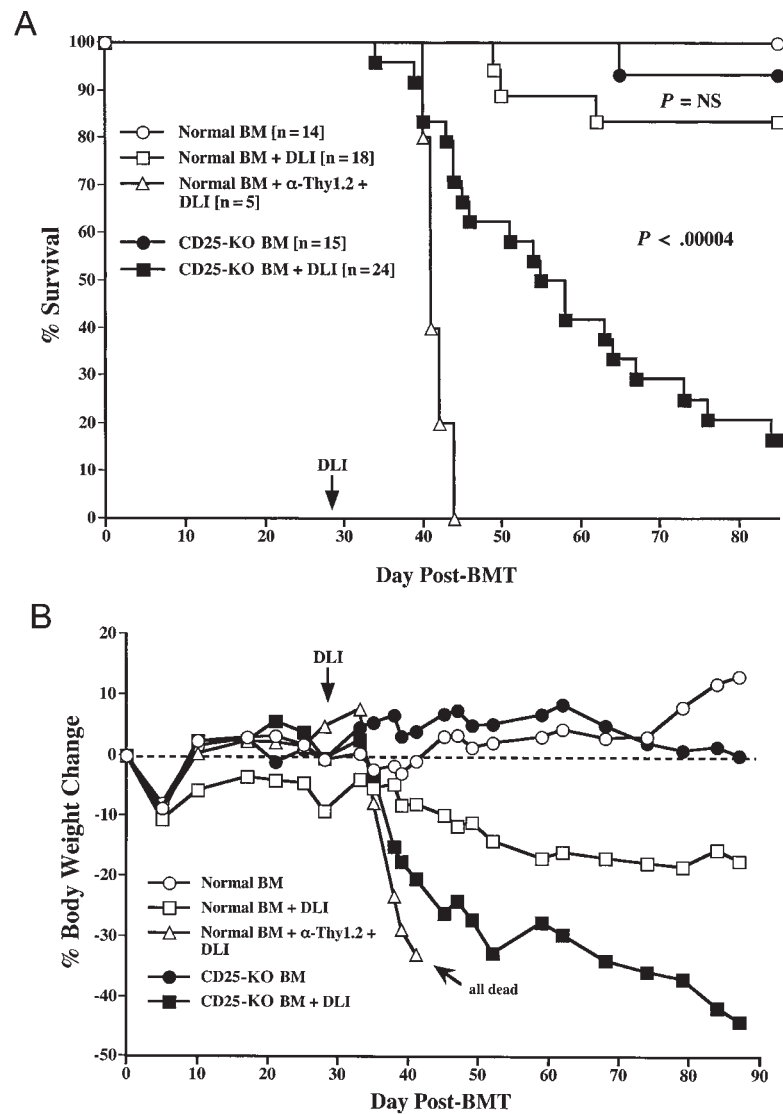 A
100
90
80
70
60
50
40
30
20
10
0
% Survival
Normal BM [n=14]
Normal BM + DLI [n=18]
Normal BM + α-Thy1.2 +
DLI [n=5]
CD25-KO BM [n=15]
CD25-KO BM + DLI [n=24]
P = NS
P < .00004
DLI
0 10 20 30 40 50 60 70 80
Day Post-BMT
B
20
10
0
-10
-20
-30
-40
-50
% Body Weight Change
DLI
Normal BM
Normal BM + DLI
Normal BM + α-Thy1.2 +
DLI
CD25-KO BM
CD25-KO BM + DLI
all dead
0 10 20 30 40 50 60 70 80 90
Day Post-BMT